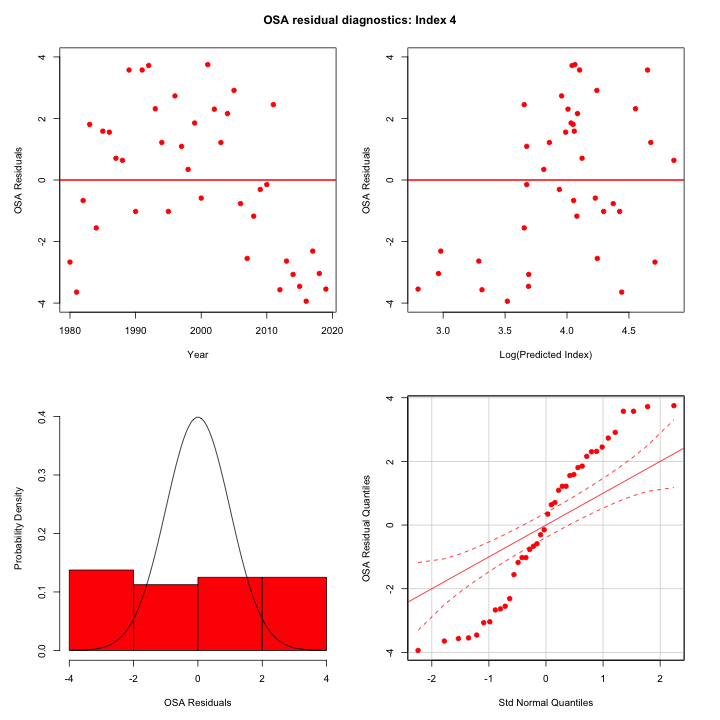 OSA residual diagnostics: Index 4
OSA Residuals
4
2
0
-2
-4
1980 1990 2000 2010 2020
Year
OSA Residuals
4
2
0
-2
-4
3.0 3.5 4.0 4.5
Log(Predicted Index)
Probability Density
0.4
0.3
0.2
0.1
0.0
-4 -2 0 2 4
OSA Residuals
OSA Residual Quantiles
4
2
0
-2
-4
-2 -1 0 1 2
Std Normal Quantiles